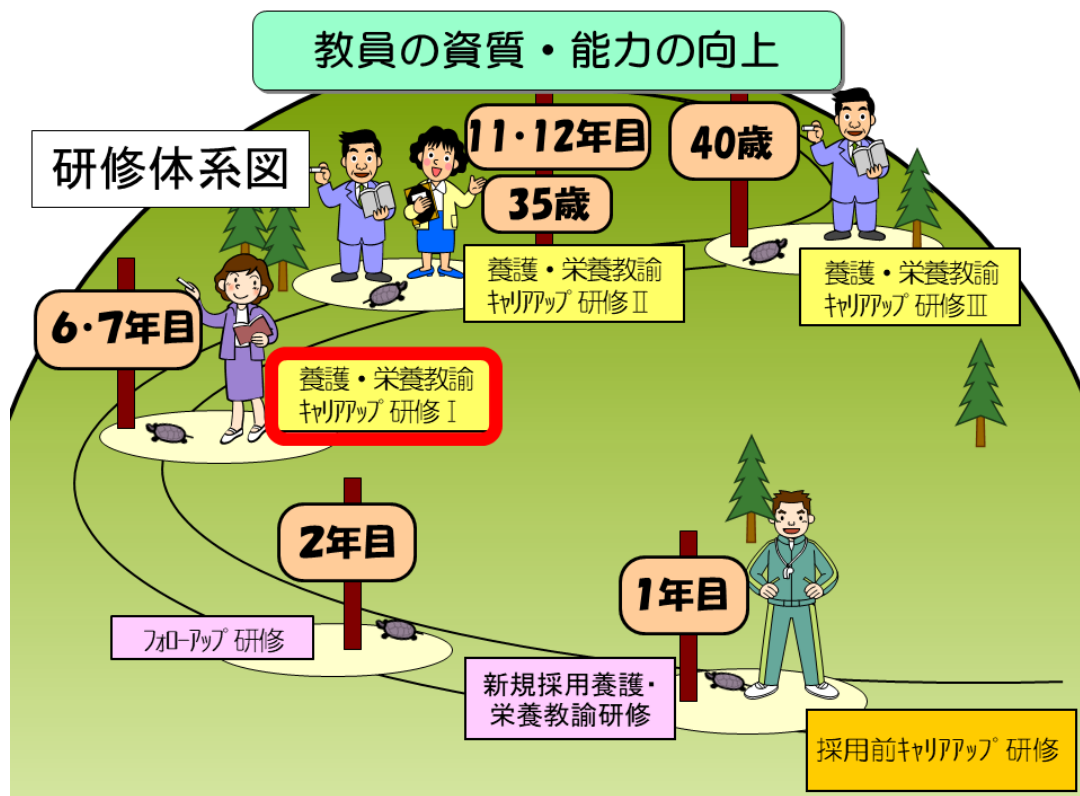 教員の資質・能力の向上
研修体系図
11・12年目
35歳
40歳
養護・栄養教諭
ｷｬﾘｱｱｯﾌﾟ研修Ⅱ
養護・栄養教諭
ｷｬﾘｱｱｯﾌﾟ研修Ⅲ
6・7年目
養護・栄養教諭
ｷｬﾘｱｱｯﾌﾟ研修Ⅰ
2年目
1年目
ﾌｫﾛｰｱｯﾌﾟ研修
新規採用養護・
栄養教諭研修
採用前ｷｬﾘｱｱｯﾌﾟ研修